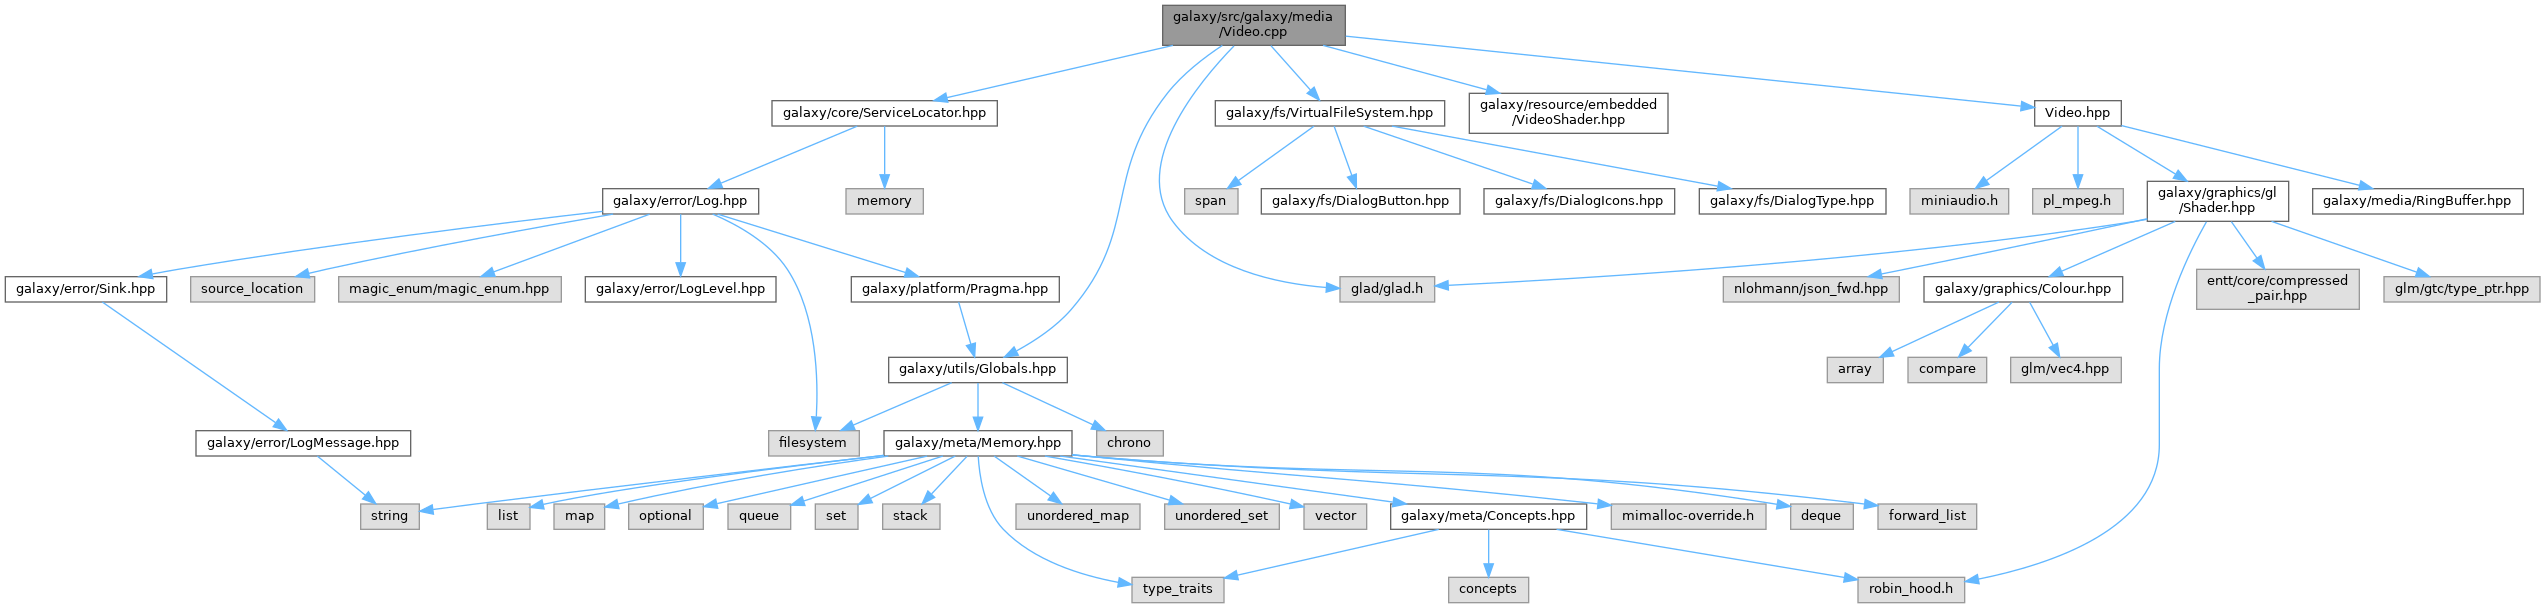 galaxy/src/galaxy/media
/Video.cpp
galaxy/core/ServiceLocator.hpp
galaxy/fs/VirtualFileSystem.hpp
galaxy/resource/embedded
/VideoShader.hpp
Video.hpp
galaxy/error/Log.hpp
memory
span
galaxy/fs/DialogButton.hpp
galaxy/fs/DialogIcons.hpp
galaxy/fs/DialogType.hpp
miniaudio.h
pl_mpeg.h
galaxy/graphics/gl
/Shader.hpp
galaxy/media/RingBuffer.hpp
galaxy/error/Sink.hpp
source_location
magic_enum/magic_enum.hpp
galaxy/error/LogLevel.hpp
galaxy/platform/Pragma.hpp
glad/glad.h
nlohmann/json_fwd.hpp
galaxy/graphics/Colour.hpp
entt/core/compressed
_pair.hpp
glm/gtc/type_ptr.hpp
galaxy/utils/Globals.hpp
array
compare
glm/vec4.hpp
galaxy/error/LogMessage.hpp
filesystem
galaxy/meta/Memory.hpp
chrono
string
list
map
optional
queue
set
stack
unordered_map
unordered_set
vector
galaxy/meta/Concepts.hpp
mimalloc-override.h
deque
forward_list
type_traits
concepts
robin_hood.h